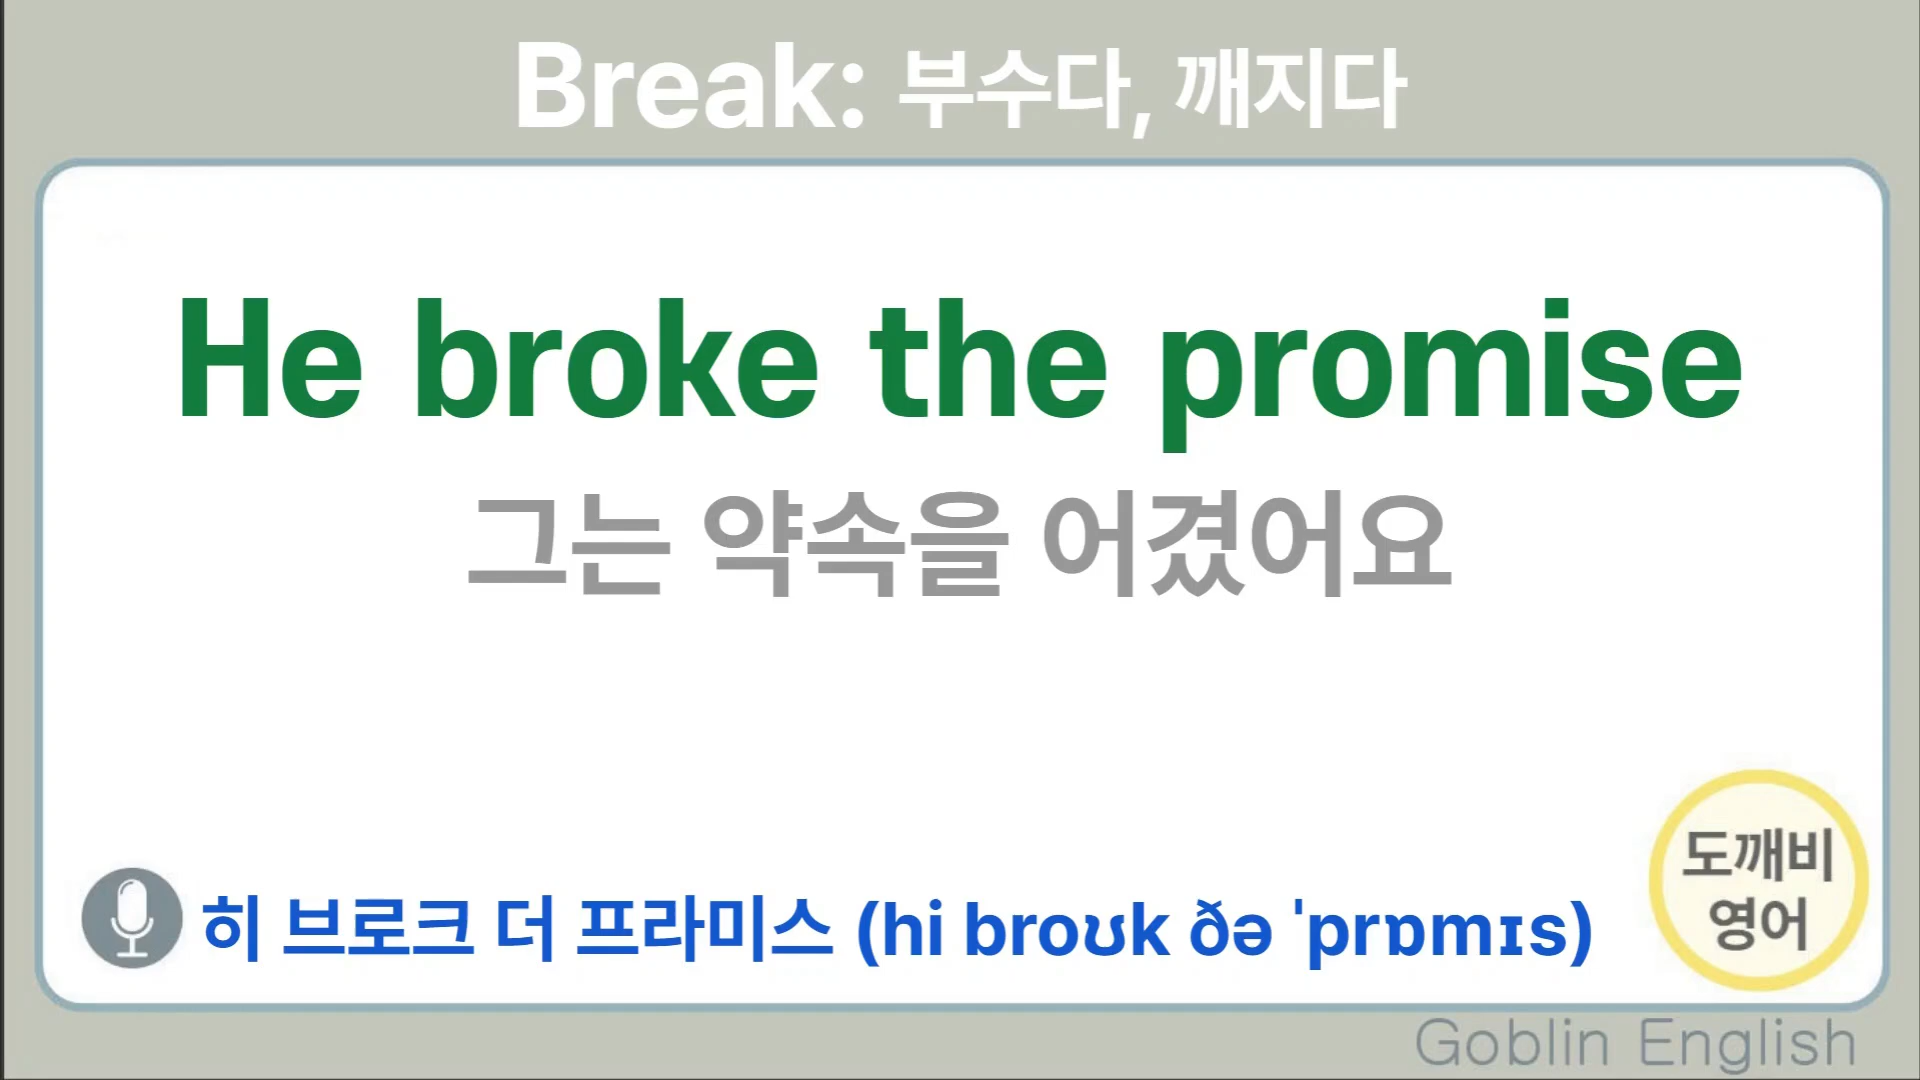 Break: 부수다, 깨지다
He broke the promise
그는 약속을 어겼어요
히 브로크 더 프라미스 (hi broʊk ðə ˈprɒmɪs)
도깨비
영어
Goblin English